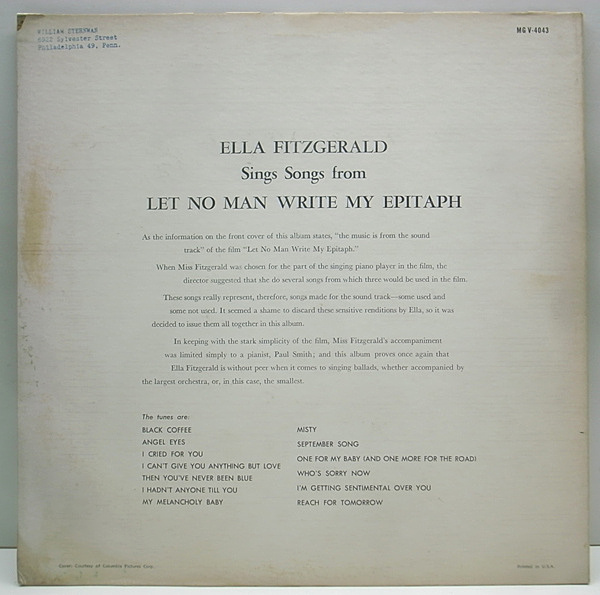 WILLIAM STERNMAN
Sylvester Street
Philadelphia 49, Penn.
MG V-4043
ELLA FITZGERALD
Sings Songs from
LET NO MAN WRITE MY EPITAPH
As the information on the front cover of this album states, "the music is from the sound
track" of the film "Let No Man Write My Epitaph."
When Miss Fitzgerald was chosen for the part of the singing piano player in the film, the
director suggested that she do several songs from which three would be used in the film.
These songs really represent, therefore, songs made for the sound track—some used and
some not used. It seemed a shame to discard these sensitive renditions by Ella, so it was
decided to issue them all together in this album.
In keeping with the stark simplicity of the film, Miss Fitzgerald's accompaniment
was limited simply to a pianist, Paul Smith; and this album proves once again that
Ella Fitzgerald is without peer when it comes to singing ballads, whether accompanied by
the largest orchestra, or, in this case, the smallest.
The tunes are:
BLACK COFFEE
ANGEL EYES
I CRIED FOR YOU
I CAN'T GIVE YOU ANYTHING BUT LOVE
THEN YOU'VE NEVER BEEN BLUE
I HADN'T ANYONE TILL YOU
MY MELANCHOLY BABY
MISTY
SEPTEMBER SONG
ONE FOR MY BABY (AND ONE MORE FOR THE ROAD)
WHO'S SORRY NOW
I'M GETTING SENTIMENTAL OVER YOU
REACH FOR TOMORROW
Cover: Courtesy of Columbia Pictures Corp.
Printed in U.S.A.